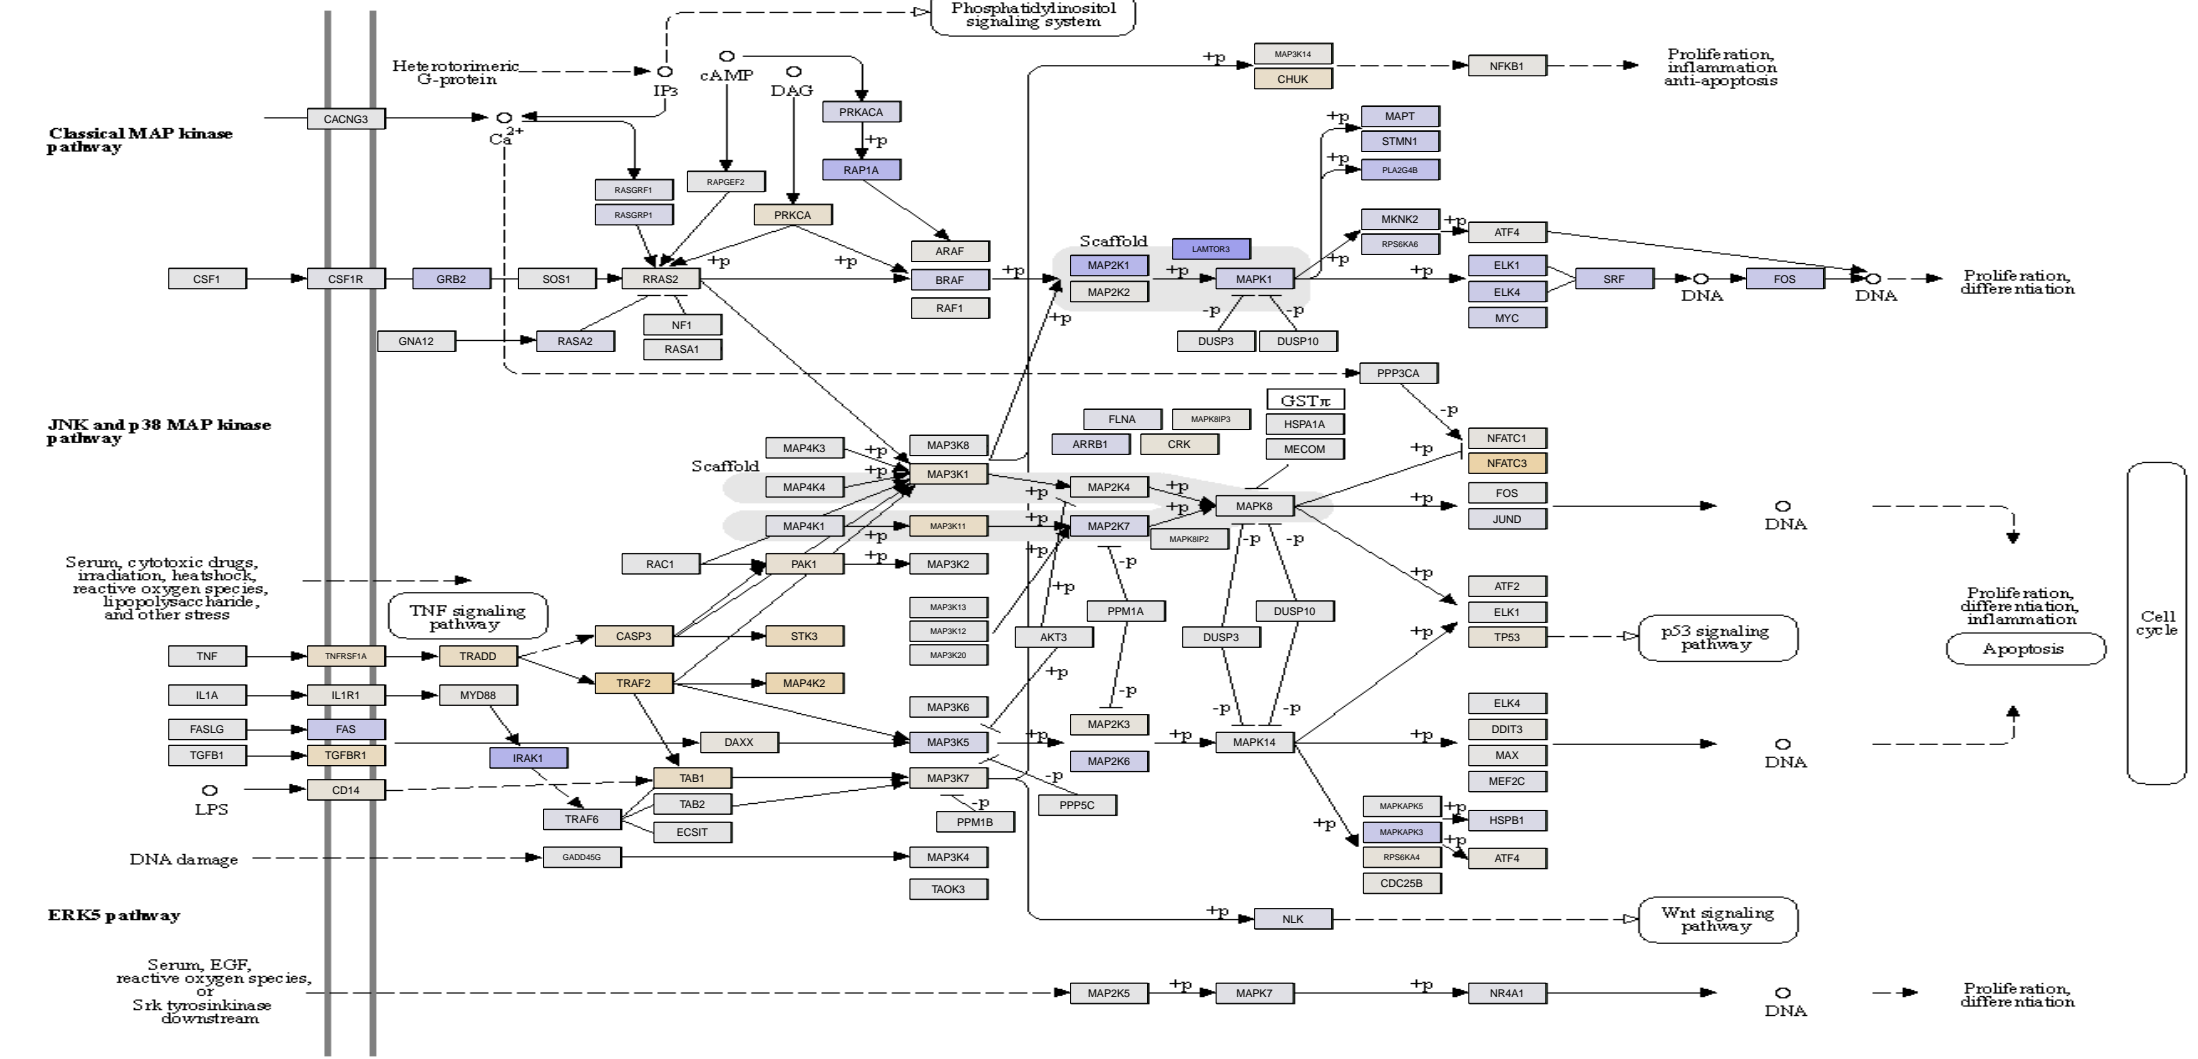 Phosphatidylinositol
signaling system
Heterotorimeric
G-protein
IP3
cAMP
DAG
PRKACA
+p
RAP1A
+p
MAP3K14
CHUK
NFKB1
Proliferation,
inflammation
anti-apoptosis
Classical MAP kinase
pathway
CACNG3
Ca2+
RASGRF1
RASGRP1
RAPGEF2
PRKCA
+p
+p
ARAF
BRAF
RAF1
+p
+p
MAPT
STMN1
+p
PLA2G4B
MKNK2
RPS6KA6
+p
ATF4
+p
Scaffold
LAMTOR3
MAP2K1
MAP2K2
+p
MAPK1
+p
CSF1
CSF1R
GRB2
SOS1
RRAS2
ELK1
ELK4
MYC
SRF
DNA
FOS
DNA
Proliferation,
differentiation
GNA12
RASA2
NF1
RASA1
+p
-p
-p
DUSP3
DUSP10
PPP3CA
-p
JNK and p38 MAP kinase
pathway
Scaffold
MAP4K3
MAP4K4
MAP4K1
+p
+p
+p
+p
MAP3K8
MAP3K1
MAP3K11
MAP3K2
FLNA
MAPK8IP3
ARRB1
CRK
GSTπ
HSPA1A
MECOM
+p
+p
+p
MAP2K4
MAP2K7
+p
+p
MAPK8IP2
MAPK8
+p
+p
NFATC1
NFATC3
FOS
JUND
DNA
RAC1
PAK1
Serum, cytotoxic drugs,
irradiation, heatshock,
reactive oxygen species,
lipopolysaccharide,
and other stress
TNF signaling
pathway
MAP3K13
MAP3K12
MAP3K20
+p
AKT3
+p
-p
PPM1A
-p
-p
-p
DUSP3
DUSP10
-p
-p
+p
+p
ATF2
ELK1
TP53
p53 signaling
pathway
Proliferation,
differentiation,
inflammation
Apoptosis
Cell
cycle
TNF
TNFRSF1A
TRADD
CASP3
STK3
IL1A
IL1R1
MYD88
TRAF2
MAP4K2
FASLG
FAS
TGFB1
TGFBR1
IRAK1
DAXX
MAP3K6
MAP3K5
MAP3K7
+p
MAP2K3
MAP2K6
+p
MAPK14
+p
ELK4
DDIT3
MAX
MEF2C
DNA
LPS
CD14
TAB1
TAB2
ECSIT
TRAF6
-p
PPM1B
-p
PPP5C
+p
MAPKAPK5
MAPKAPK3
RPS6KA4
CDC25B
+p
+p
HSPB1
ATF4
DNA damage
GADD45G
MAP3K4
TAOK3
ERK5 pathway
+p
NLK
Wnt signaling
pathway
Serum, EGF,
reactive oxygen species,
or
Srk tyrosinkinase
downstream
MAP2K5
+p
MAPK7
+p
NR4A1
DNA
Proliferation,
differentiation